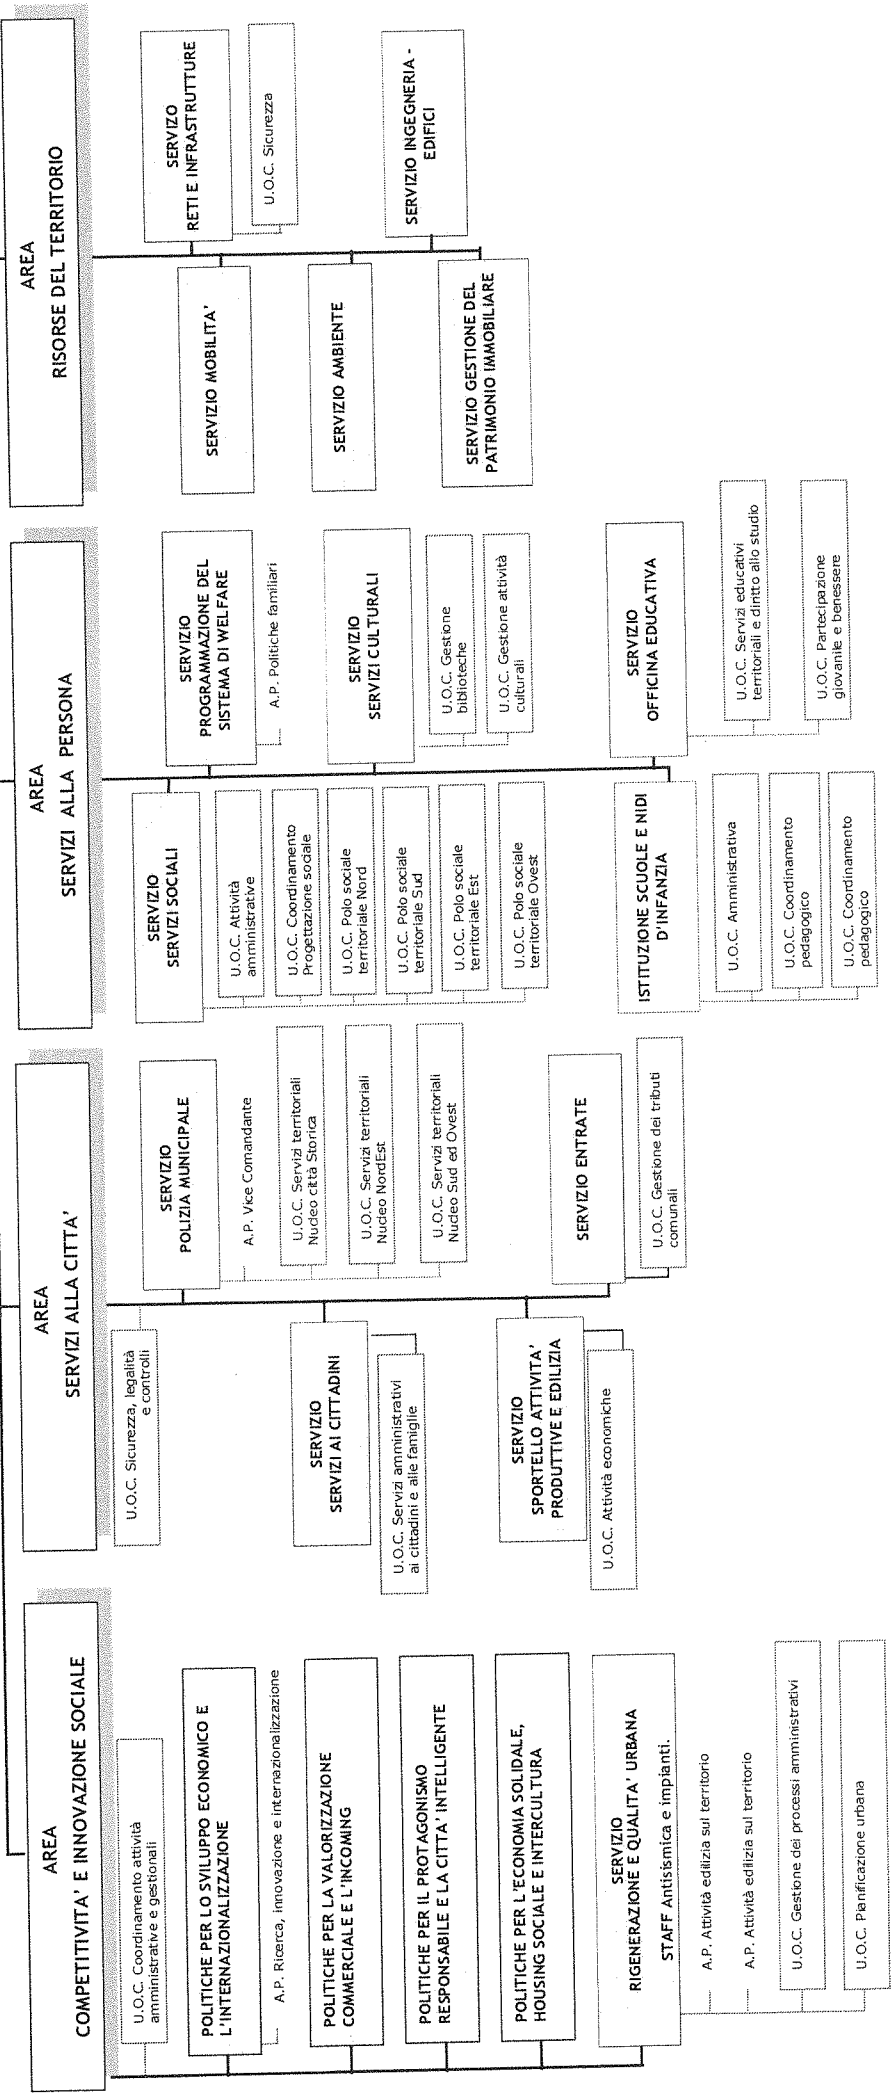 AREA
COMPETITIVITA' E INNOVAZIONE SOCIALE
U.O.C. Coordinamento attività
amministrative e gestionali
POLITICHE PER LO SVILUPPO ECONOMICO E
L'INTERNAZIONALIZZAZIONE
A.P. Ricerca, innovazione e internazionalizzazione
POLITICHE PER LA VALORIZZAZIONE
COMMERCIALE E L'INCOMING
POLITICHE PER IL PROTAGONISMO
RESPONSABILE E LA CITTA' INTELLIGENTE
POLITICHE PER L'ECONOMIA SOLIDALE,
HOUSING SOCIALE E INTERCULTURA
SERVIZIO
RIGENERAZIONE E QUALITA' URBANA
STAFF Antisismica e impianti.
A.P. Attività edilizia sul territorio
A.P. Attività edilizia sul territorio
U.O.C. Gestione dei processi amministrativi
U.O.C. Pianificazione urbana
AREA
SERVIZI ALLA CITTA'
U.O.C. Sicurezza, legalità
e controlli
SERVIZIO
POLIZIA MUNICIPALE
A.P. Vice Comandante
U.O.C. Servizi territoriali
Nucleo città Storica
U.O.C. Servizi territoriali
Nucleo NordEst
U.O.C. Servizi territoriali
Nucleo Sud ed Ovest
SERVIZIO
SERVIZI AI CITTADINI
U.O.C. Servizi amministrativi
ai cittadini e alle famiglie
SERVIZIO
SPORTELLO ATTIVITA'
PRODUTTIVE E EDILIZIA
U.O.C. Attività economiche
SERVIZIO ENTRATE
U.O.C. Gestione dei tributi
comunali
AREA
SERVIZI ALLA PERSONA
SERVIZIO
SERVIZI SOCIALI
U.O.C. Attività
amministrative
U.O.C. Coordinamento
Progettazione sociale
U.O.C. Polo sociale
territoriale Nord
U.O.C. Polo sociale
territoriale Sud
U.O.C. Polo sociale
territoriale Est
U.O.C. Polo sociale
territoriale Ovest
SERVIZIO
PROGRAMMAZIONE DEL
SISTEMA DI WELFARE
A.P. Politiche familiari
SERVIZIO
SERVIZI CULTURALI
U.O.C. Gestione
biblioteche
U.O.C. Gestione attività
culturali
ISTITUZIONE SCUOLE E NIDI
D'INFANZIA
U.O.C. Amministrativa
U.O.C. Coordinamento
pedagogico
U.O.C. Coordinamento
pedagogico
SERVIZIO
OFFICINA EDUCATIVA
U.O.C. Servizi educativi
territoriali e diritto allo studio
U.O.C. Partecipazione
giovanile e benessere
AREA
RISORSE DEL TERRITORIO
SERVIZO
RETI E INFRASTRUTTURE
U.O.C. Sicurezza
SERVIZIO MOBILITA'
SERVIZIO AMBIENTE
SERVIZIO INGEGNERIA -
EDIFICI
SERVIZIO GESTIONE DEL
PATRIMONIO IMMOBILIARE